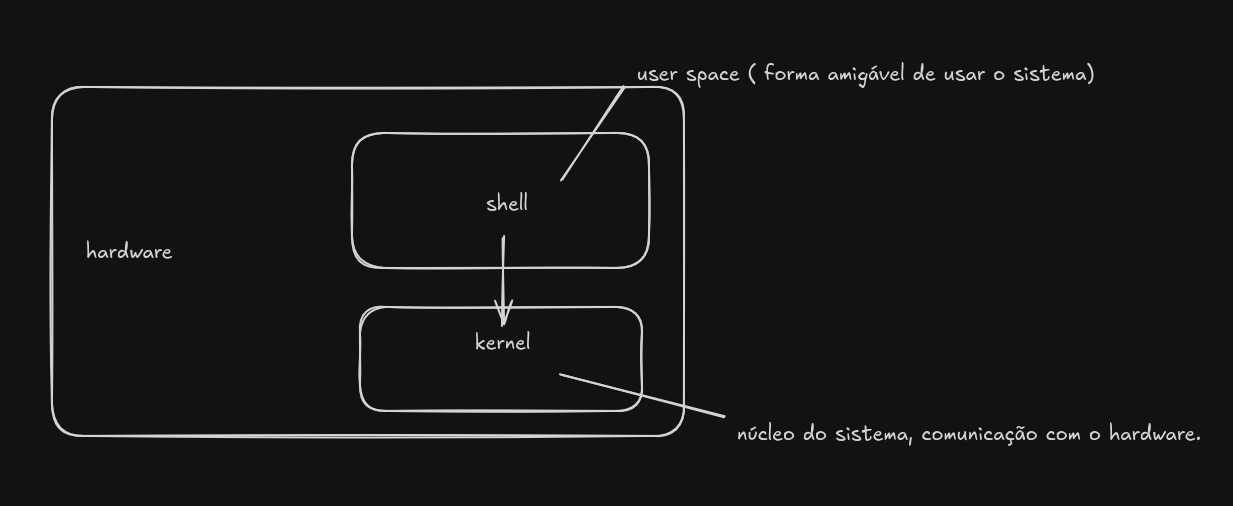 user space ( forma amigável de usar o sistema)
shell
hardware
kernel
núcleo do sistema, comunicação com o hardware.